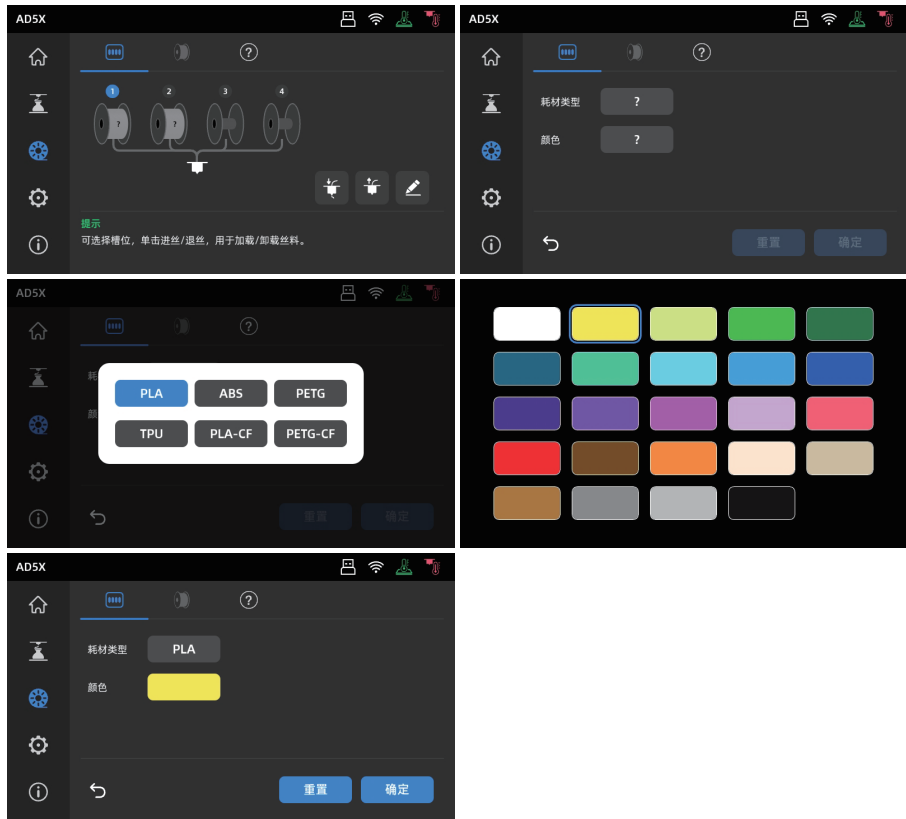 AD5X
?
1 2 3 4
? ?
提示
可选择槽位，单击进丝/退丝，用于加载/卸载丝料。
AD5X
?
耗材类型 ?
颜色 ?
重置 确定
AD5X
?
耗
颜
PLA ABS PETG
TPU PLA-CF PETG-CF
重置 确定
AD5X
?
耗材类型 PLA
颜色
重置 确定